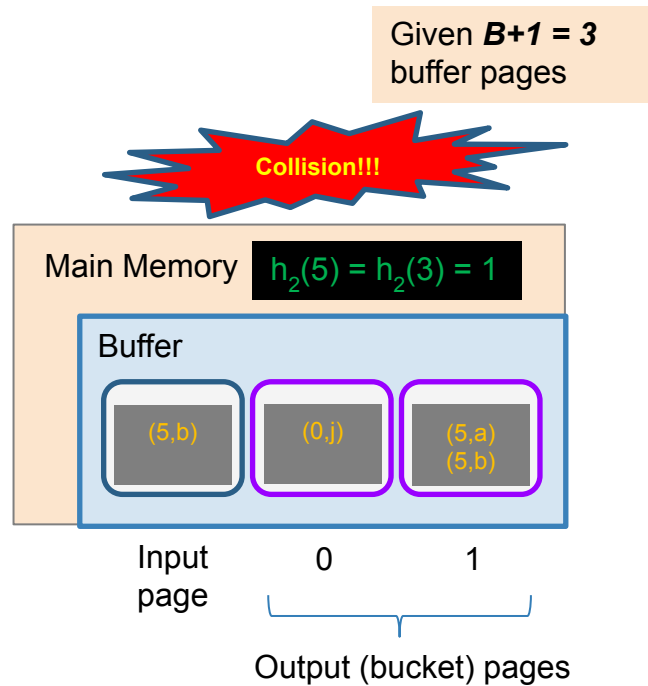 Given B+1 = 3
buffer pages
Collision!!!
Main Memory
h₂(5) = h₂(3) = 1
Buffer
(5,b)
(0,j)
(5,a)
(5,b)
Input
page
0
1
Output (bucket) pages